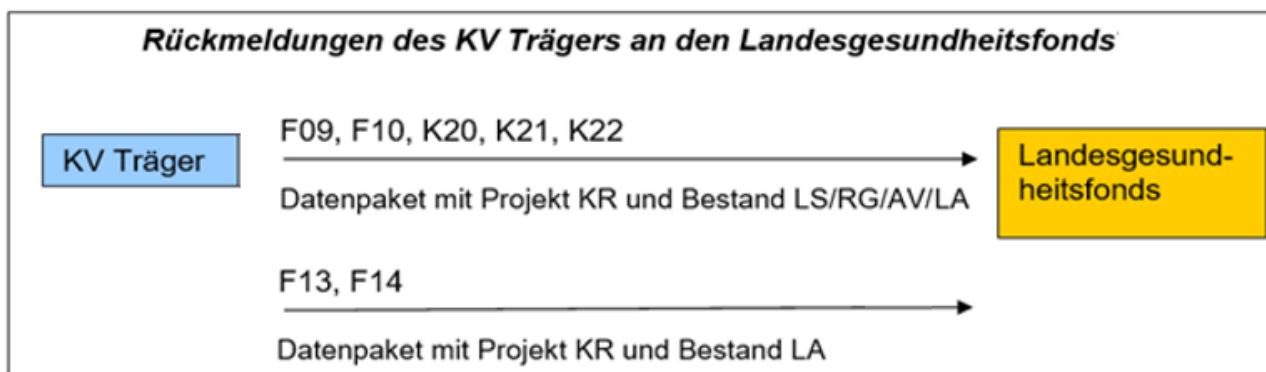 Rückmeldungen des KV Trägers an den Landesgesundheitsfonds
F09, F10, K20, K21, K22
KV Träger
Landesgesund-
heitsfonds
Datenpaket mit Projekt KR und Bestand LS/RG/AV/LA
F13, F14
Datenpaket mit Projekt KR und Bestand LA